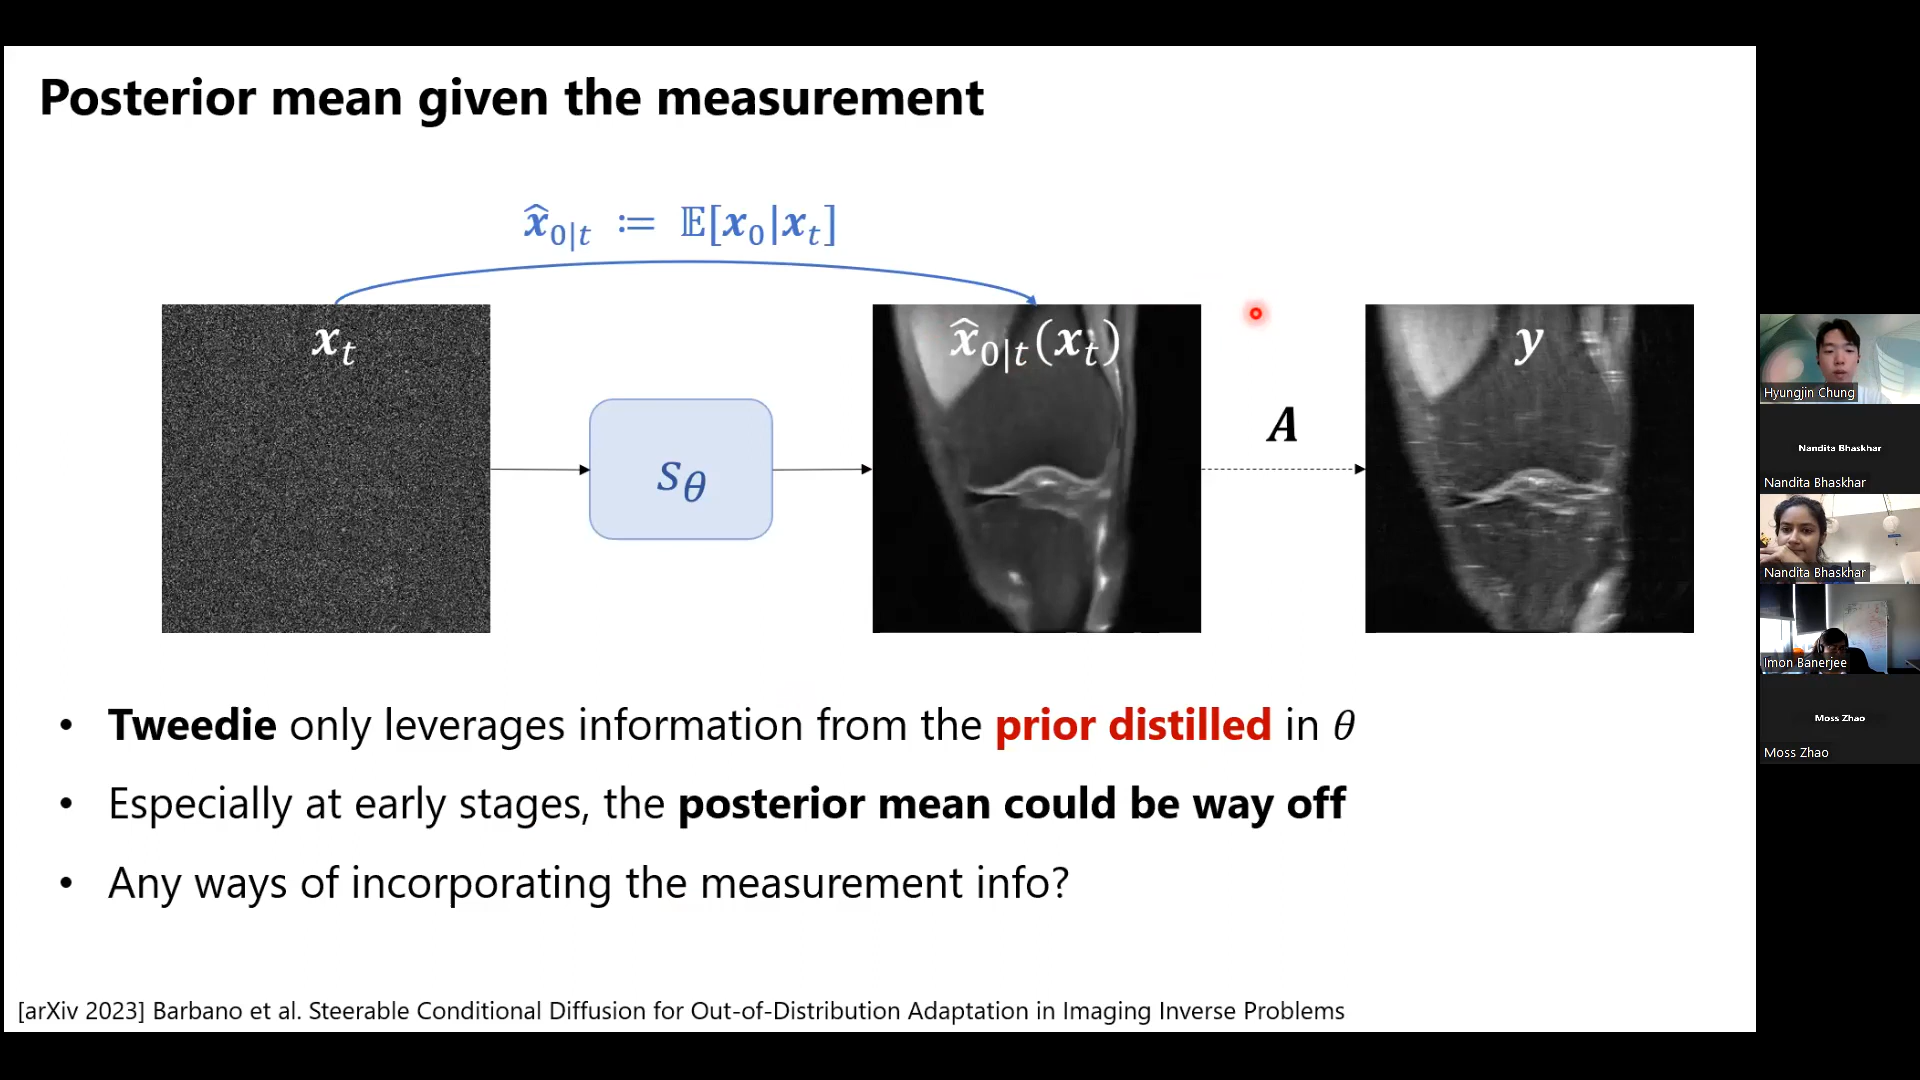 Posterior mean given the measurement
x̂₀|ₜ ≔ 𝔼[x₀|xₜ]
xₜ
x̂₀|ₜ(xₜ)
y
A
s_θ
• Tweedie only leverages information from the prior distilled in θ
• Especially at early stages, the posterior mean could be way off
• Any ways of incorporating the measurement info?
[arXiv 2023] Barbano et al. Steerable Conditional Diffusion for Out-of-Distribution Adaptation in Imaging Inverse Problems
Hyungjin Chung
Nandita Bhaskhar
Nandita Bhaskhar
Nandita Bhaskhar
Imon Banerjee
Moss Zhao
Moss Zhao